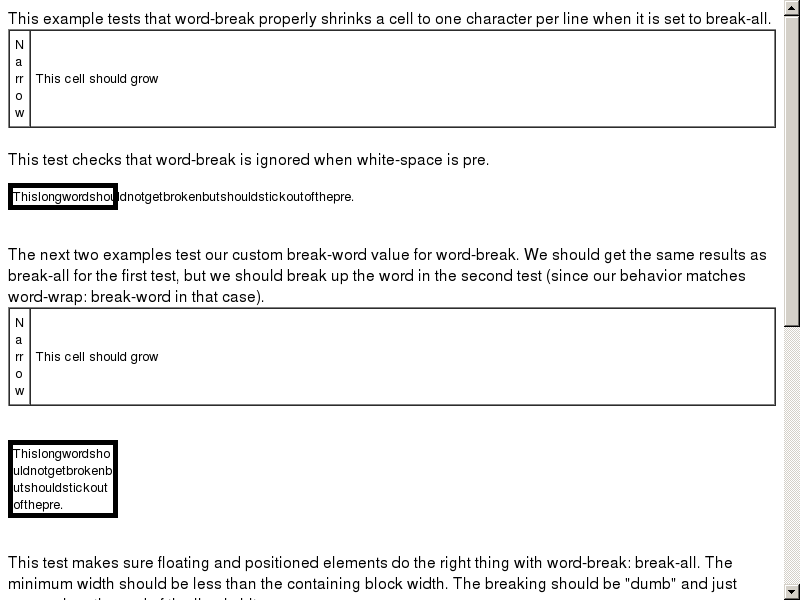 This example tests that word-break properly shrinks a cell to one character per line when it is set to break-all.
N
a
rr
o
w
This cell should grow
This test checks that word-break is ignored when white-space is pre.
Thislongwordshouldnotgetbrokenbutshouldstickoutofthepre.
The next two examples test our custom break-word value for word-break. We should get the same results as
break-all for the first test, but we should break up the word in the second test (since our behavior matches
word-wrap: break-word in that case).
N
a
rr
o
w
This cell should grow
Thislongwordsho
uldnotgetbrokenb
utshouldstickout
ofthepre.
This test makes sure floating and positioned elements do the right thing with word-break: break-all. The
minimum width should be less than the containing block width. The breaking should be "dumb" and just